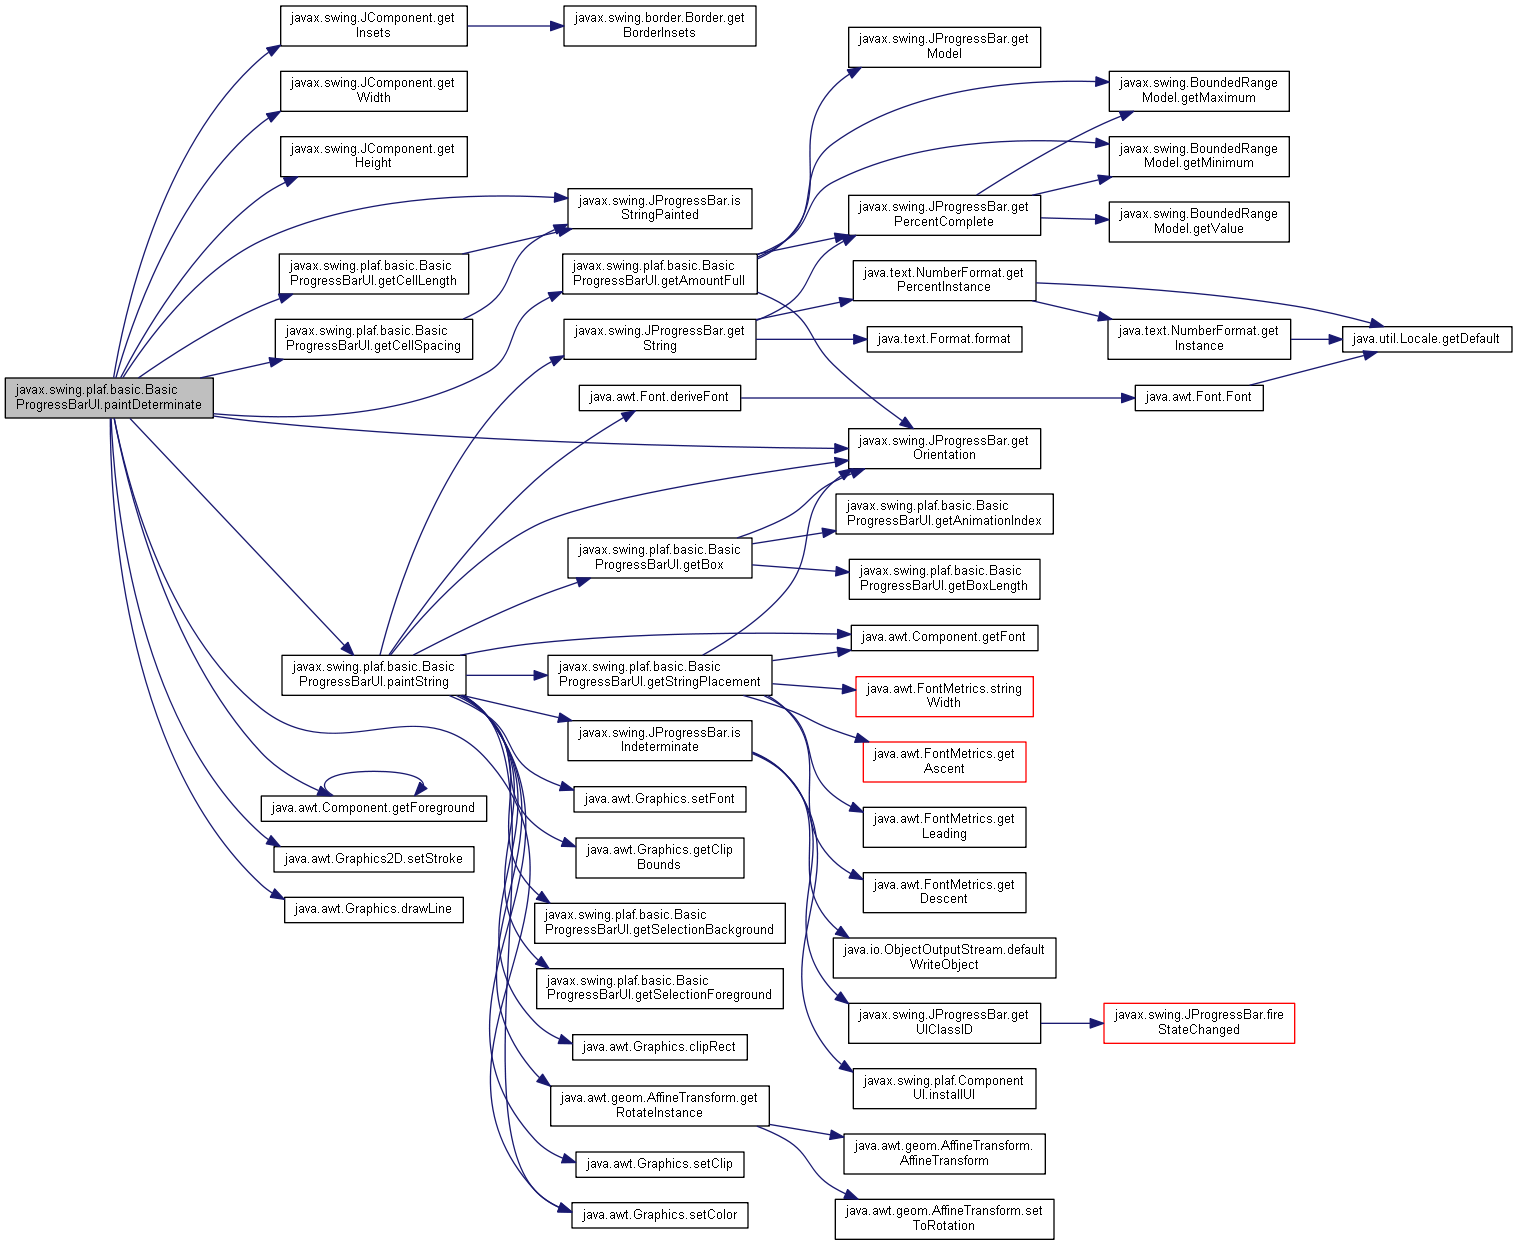 javax.swing.plaf.basic.Basic
ProgressBarUI.paintDeterminate
javax.swing.JComponent.get
Insets
javax.swing.JComponent.get
Width
javax.swing.JComponent.get
Height
javax.swing.plaf.basic.Basic
ProgressBarUI.getCellLength
javax.swing.plaf.basic.Basic
ProgressBarUI.getCellSpacing
javax.swing.plaf.basic.Basic
ProgressBarUI.paintString
java.awt.Component.getForeground
java.awt.Graphics2D.setStroke
java.awt.Graphics.drawLine
javax.swing.border.Border.get
BorderInsets
javax.swing.JProgressBar.is
StringPainted
javax.swing.plaf.basic.Basic
ProgressBarUI.getAmountFull
javax.swing.JProgressBar.get
String
java.awt.Font.deriveFont
javax.swing.plaf.basic.Basic
ProgressBarUI.getBox
javax.swing.plaf.basic.Basic
ProgressBarUI.getStringPlacement
javax.swing.JProgressBar.is
Indeterminate
java.awt.Graphics.setFont
java.awt.Graphics.getClip
Bounds
javax.swing.plaf.basic.Basic
ProgressBarUI.getSelectionBackground
javax.swing.plaf.basic.Basic
ProgressBarUI.getSelectionForeground
java.awt.Graphics.clipRect
java.awt.geom.AffineTransform.get
RotateInstance
java.awt.Graphics.setClip
java.awt.Graphics.setColor
javax.swing.JProgressBar.get
Model
javax.swing.JProgressBar.get
PercentComplete
java.text.NumberFormat.get
PercentInstance
java.text.Format.format
javax.swing.JProgressBar.get
Orientation
javax.swing.plaf.basic.Basic
ProgressBarUI.getAnimationIndex
javax.swing.plaf.basic.Basic
ProgressBarUI.getBoxLength
java.awt.Component.getFont
java.awt.FontMetrics.string
Width
java.awt.FontMetrics.get
Ascent
java.awt.FontMetrics.get
Leading
java.awt.FontMetrics.get
Descent
java.io.ObjectOutputStream.default
WriteObject
javax.swing.JProgressBar.get
UIClassID
javax.swing.plaf.Component
UI.installUI
java.awt.geom.AffineTransform.
AffineTransform
java.awt.geom.AffineTransform.set
ToRotation
javax.swing.BoundedRange
Model.getMaximum
javax.swing.BoundedRange
Model.getMinimum
javax.swing.BoundedRange
Model.getValue
java.text.NumberFormat.get
Instance
java.awt.Font.Font
javax.swing.JProgressBar.fire
StateChanged
java.util.Locale.getDefault